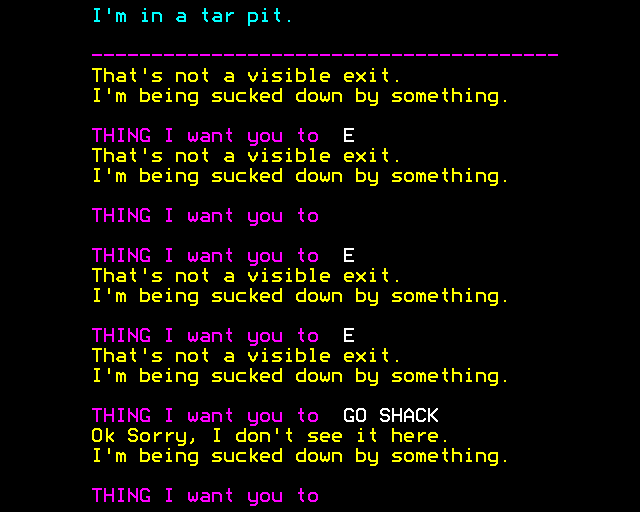 I'm in a tar pit.
That's not a visible exit.
I'm being sucked down by something.
THING I want you to  E
That's not a visible exit.
I'm being sucked down by something.
THING I want you to
THING I want you to  E
That's not a visible exit.
I'm being sucked down by something.
THING I want you to  E
That's not a visible exit.
I'm being sucked down by something.
THING I want you to  GO SHACK
Ok Sorry, I don't see it here.
I'm being sucked down by something.
THING I want you to